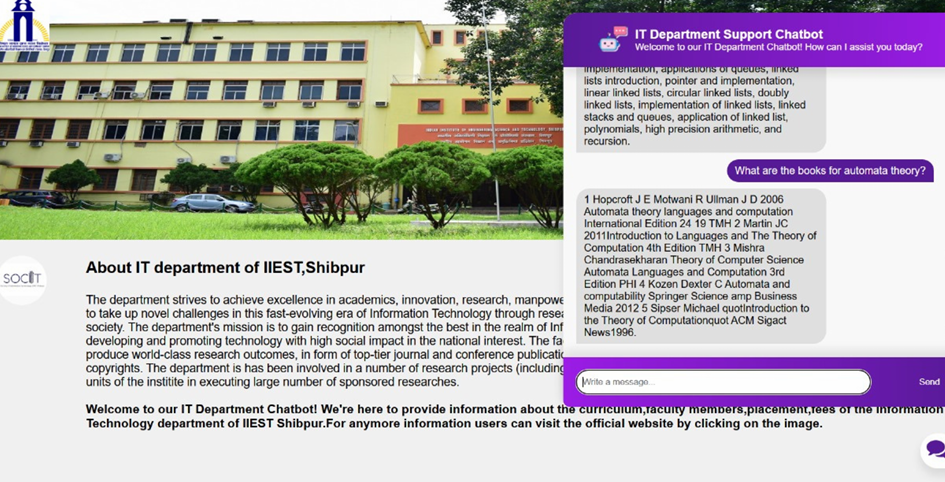 IT Department Support Chatbot
Welcome to our IT Department Chatbot! How can I assist you today?
implementation, applications of queues, linked
lists introduction, pointer and implementation,
linear linked lists, circular linked lists, doubly
linked lists, implementation of linked lists, linked
stacks and queues, application of linked list,
polynomials, high precision arithmetic, and
recursion.
What are the books for automata theory?
1 Hopcroft J E Motwani R Ullman J D 2006
Automata theory languages and computation
International Edition 24 19 TMH 2 Martin JC
2011Introduction to Languages and The Theory of
Computation 4th Edition TMH 3 Mishra
Chandrasekharan Theory of Computer Science
Automata Languages and Computation 3rd
Edition PHI 4 Kozen Dexter C Automata and
computability Springer Science amp Business
Media 2012 5 Sipser Michael quotIntroduction to
the Theory of Computationquot ACM Sigact
News1996.
Write a message...
Send
SOCIT
About IT department of IIEST,Shibpur
The department strives to achieve excellence in academics, innovation, research, manpowe
to take up novel challenges in this fast-evolving era of Information Technology through resea
society. The department's mission is to gain recognition amongst the best in the realm of Inf
developing and promoting technology with high social impact in the national interest. The fa
produce world-class research outcomes, in form of top-tier journal and conference publicatio
copyrights. The department is has been involved in a number of research projects (including
units of the institite in executing large number of sponsored researches.
Welcome to our IT Department Chatbot! We're here to provide information about the curriculum,faculty members,placement,fees of the Information
Technology department of IIEST Shibpur.For anymore information users can visit the official website by clicking on the image.